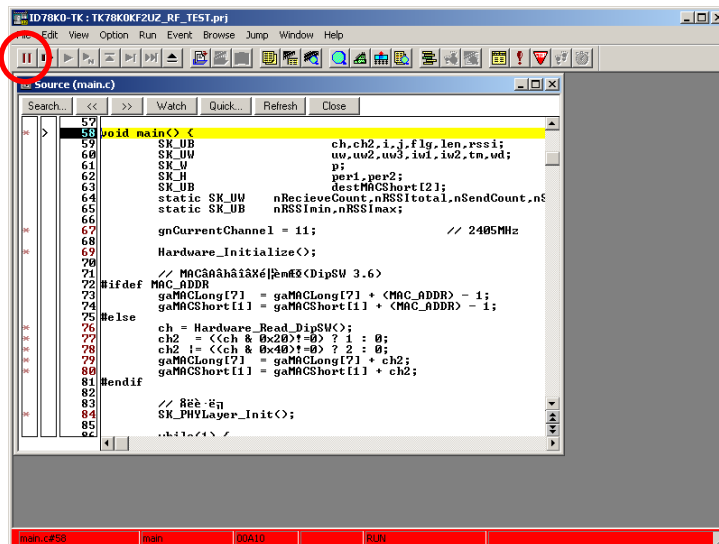 ID78K0-TK : TK78K0KF2UZ_RF_TEST.prj
Edit View Option Run Event Browse Jump Window Help
Source (main.c)
Search... << >> Watch Quick... Refresh Close
57
* > 58 void main() {
59 SK_UB ch,ch2,i,j,flg,len,rssi;
60 SK_UW uw,uw2,uw3,iw1,iw2,tm,wd;
61 SK_W p;
62 SK_H per1,per2;
63 SK_UB destMACShort[2];
64 static SK_UW nRecieveCount,nRSSItotal,nSendCount,nS
65 static SK_UB nRSSImin,nRSSImax;
66
* 67 gnCurrentChannel = 11; // 2405MHz
68
* 69 Hardware_Initialize();
70
71 // (DipSW 3.6)
72 #ifdef MAC_ADDR
73 gaMACLong[7] = gaMACLong[7] + (MAC_ADDR) - 1;
74 gaMACShort[1] = gaMACShort[1] + (MAC_ADDR) - 1;
75 #else
* 76 ch = Hardware_Read_DipSW();
* 77 ch2 = ((ch & 0x20)!=0) ? 1 : 0;
* 78 ch2 |= ((ch & 0x40)!=0) ? 2 : 0;
* 79 gaMACLong[7] = gaMACLong[7] + ch2;
* 80 gaMACShort[1] = gaMACShort[1] + ch2;
81 #endif
82
83 //
* 84 SK_PHYLayer_Init();
85
86 while(1) {
main.c#58 main 00A10 RUN